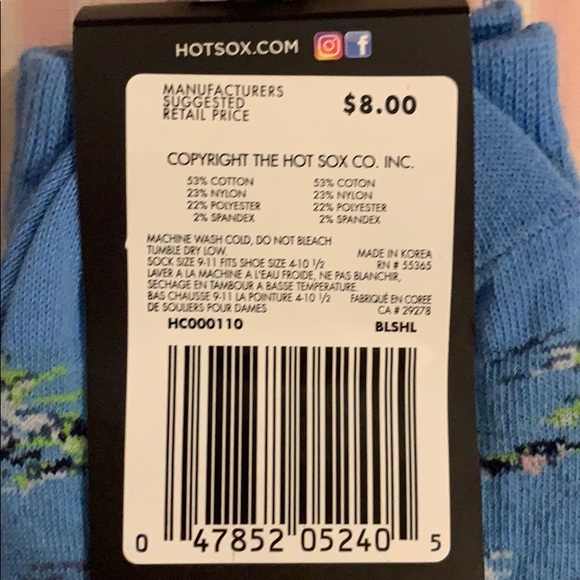 HOTSOX.COM
MANUFACTURERS
SUGGESTED
RETAIL PRICE
$8.00
COPYRIGHT THE HOT SOX CO. INC.
53% COTTON 53% COTON
23% NYLON 23% NYLON
22% POLYESTER 22% POLYESTER
2% SPANDEX 2% SPANDEX
MACHINE WASH COLD, DO NOT BLEACH
TUMBLE DRY LOW. MADE IN KOREA
SOCK SIZE 9-11 FITS SHOE SIZE 4-10 1/2 RN # 55365
LAVER A LA MACHINE A L'EAU FROIDE, NE PAS BLANCHIR,
SECHAGE EN TAMBOUR A BASSE TEMPERATURE.
BAS CHAUSSE 9-11 LA POINTURE 4-10 1/2 FABRIQUÉ EN COREE
DE SOULIERS POUR DAMES CA # 29278
HC000110 BLSHL
0 47852 05240 5